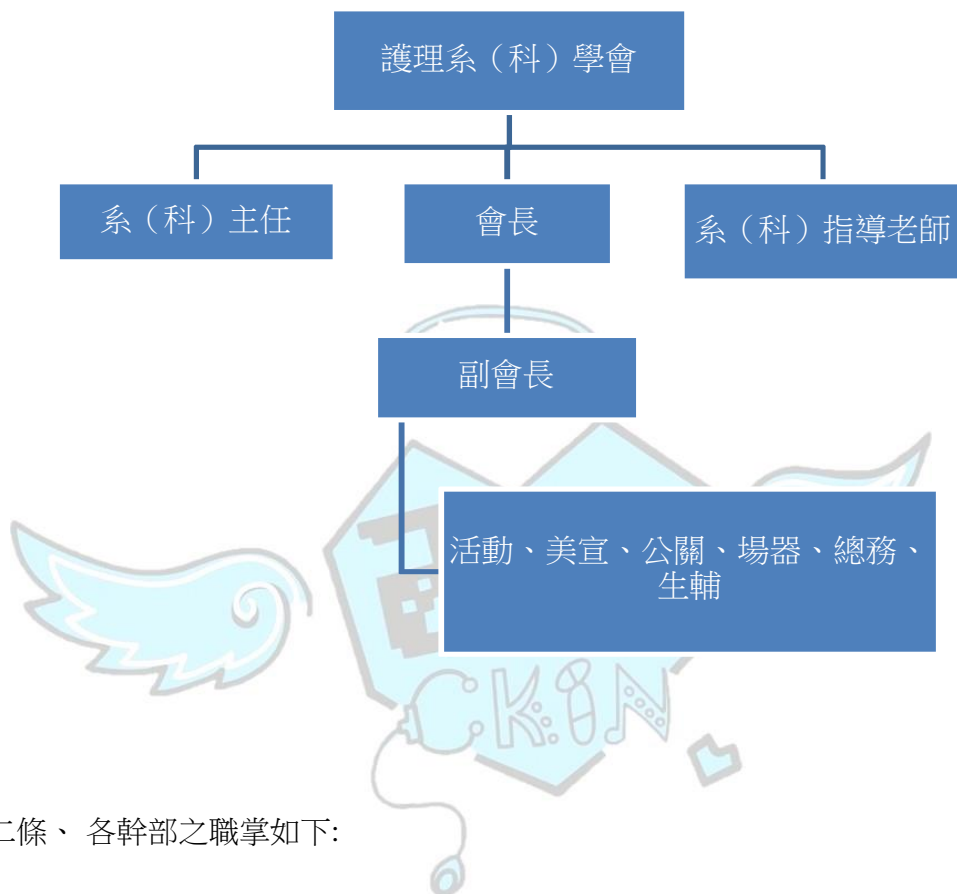 護理系（科）學會
系（科）主任
會長
系（科）指導老師
副會長
活動、美宣、公關、場器、總務、
生輔
CKIN
二條、 各幹部之職掌如下: